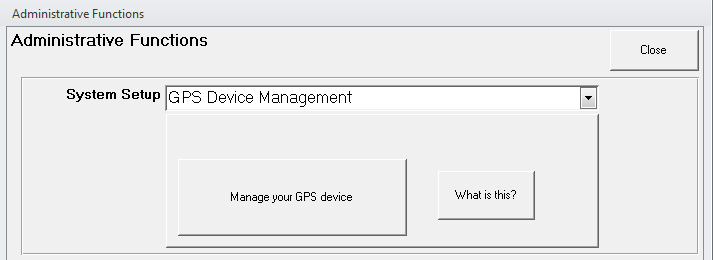 Administrative Functions
Administrative Functions
Close
System Setup GPS Device Management
Manage your GPS device
What is this?